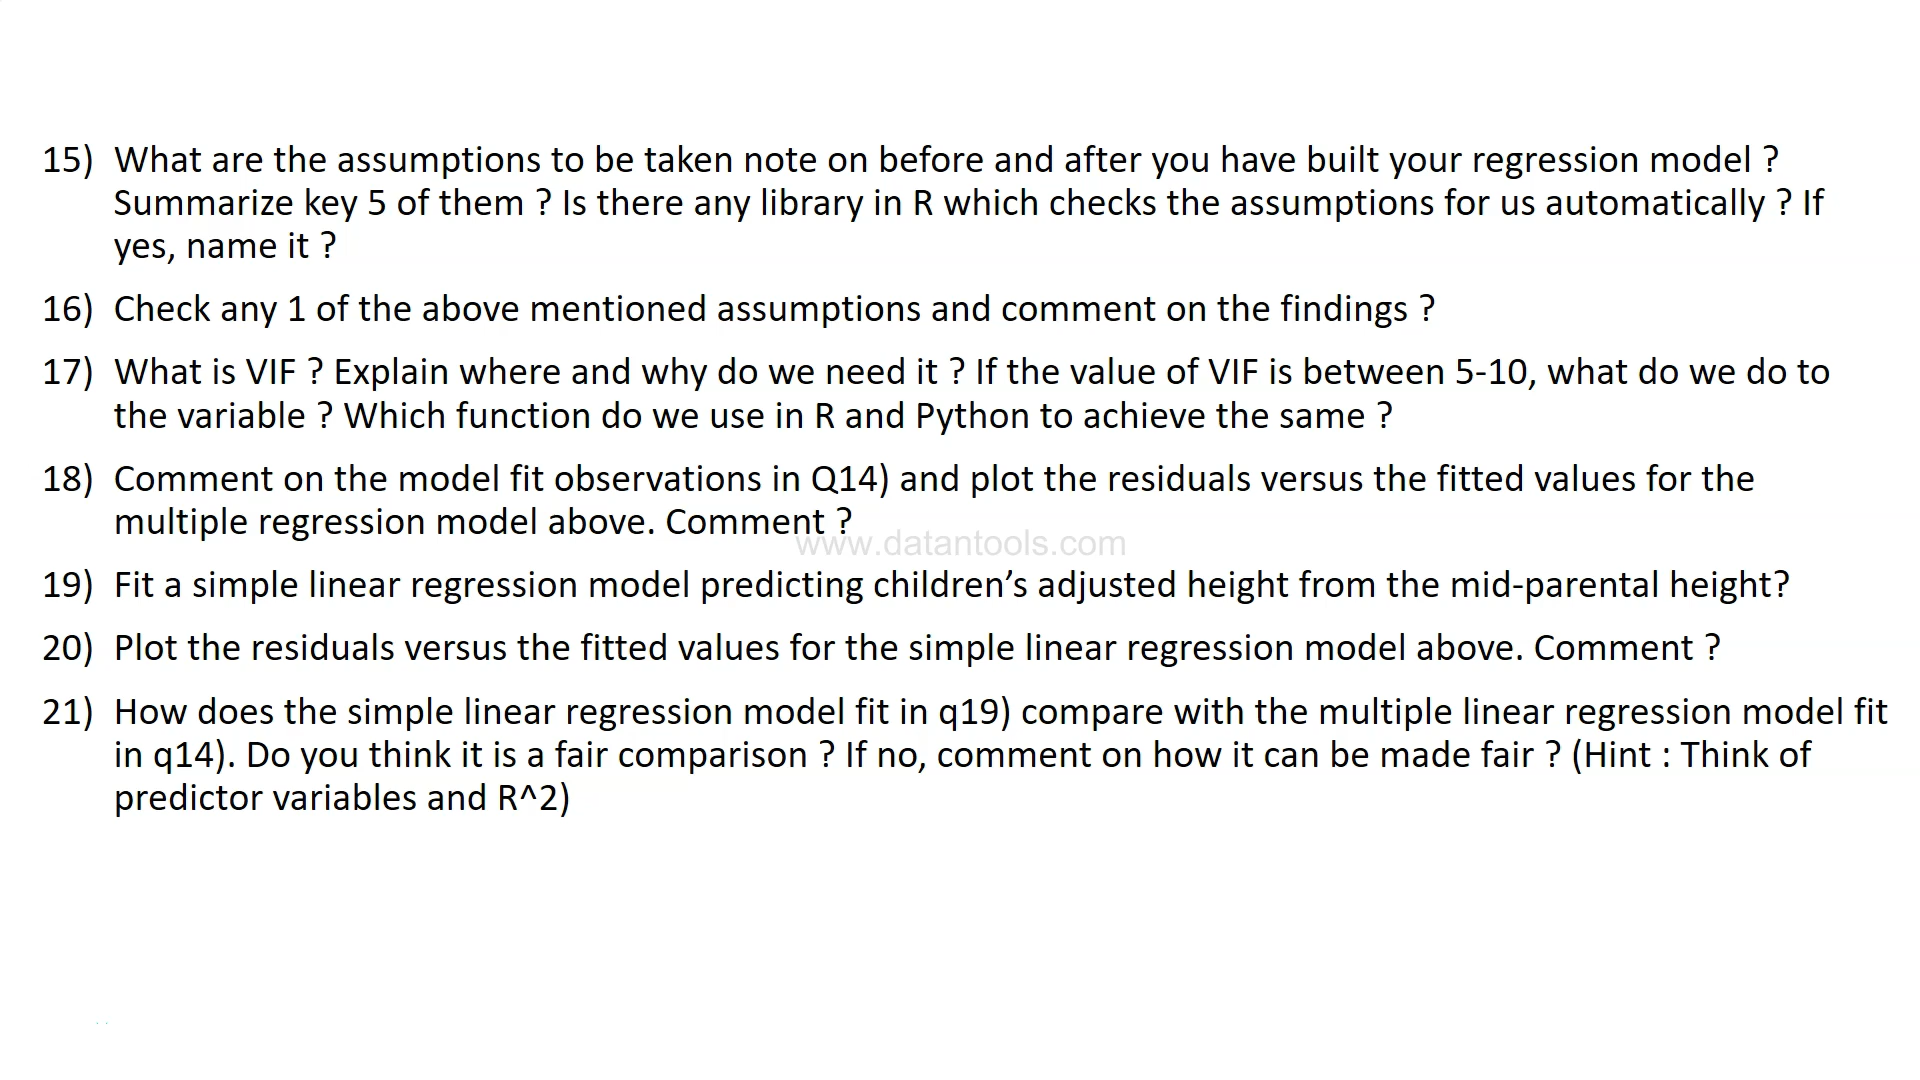 15) What are the assumptions to be taken note on before and after you have built your regression model ?
Summarize key 5 of them ? Is there any library in R which checks the assumptions for us automatically ? If
yes, name it ?
16) Check any 1 of the above mentioned assumptions and comment on the findings ?
17) What is VIF ? Explain where and why do we need it ? If the value of VIF is between 5-10, what do we do to
the variable ? Which function do we use in R and Python to achieve the same ?
18) Comment on the model fit observations in Q14) and plot the residuals versus the fitted values for the
multiple regression model above. Comment ?
www.datantools.com
19) Fit a simple linear regression model predicting children’s adjusted height from the mid-parental height?
20) Plot the residuals versus the fitted values for the simple linear regression model above. Comment ?
21) How does the simple linear regression model fit in q19) compare with the multiple linear regression model fit
in q14). Do you think it is a fair comparison ? If no, comment on how it can be made fair ? (Hint : Think of
predictor variables and R^2)